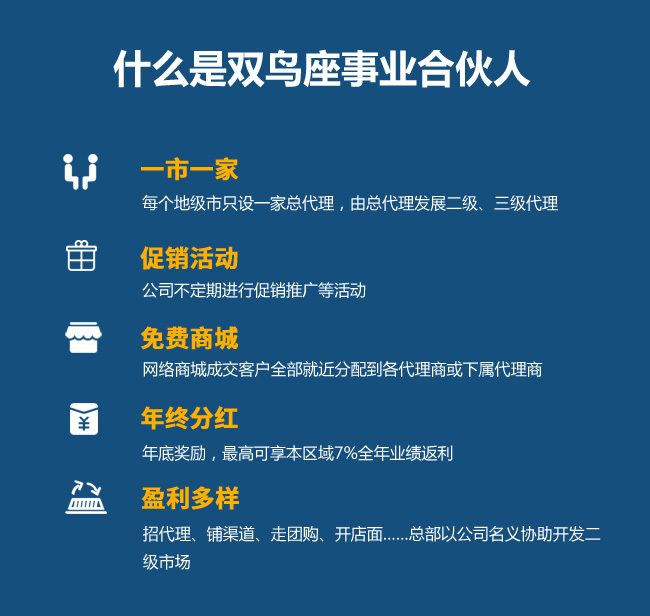 什么是双鸟座事业合伙人
一市一家
每个地级市只设一家总代理，由总代理发展二级、三级代理
促销活动
公司不定期进行促销推广等活动
免费商城
网络商城成交客户全部就近分配到各代理商或下属代理商
年终分红
年底奖励，最高可享本区域7%全年业绩返利
盈利多样
招代理、铺渠道、走团购、开店面......总部以公司名义协助开发二
级市场